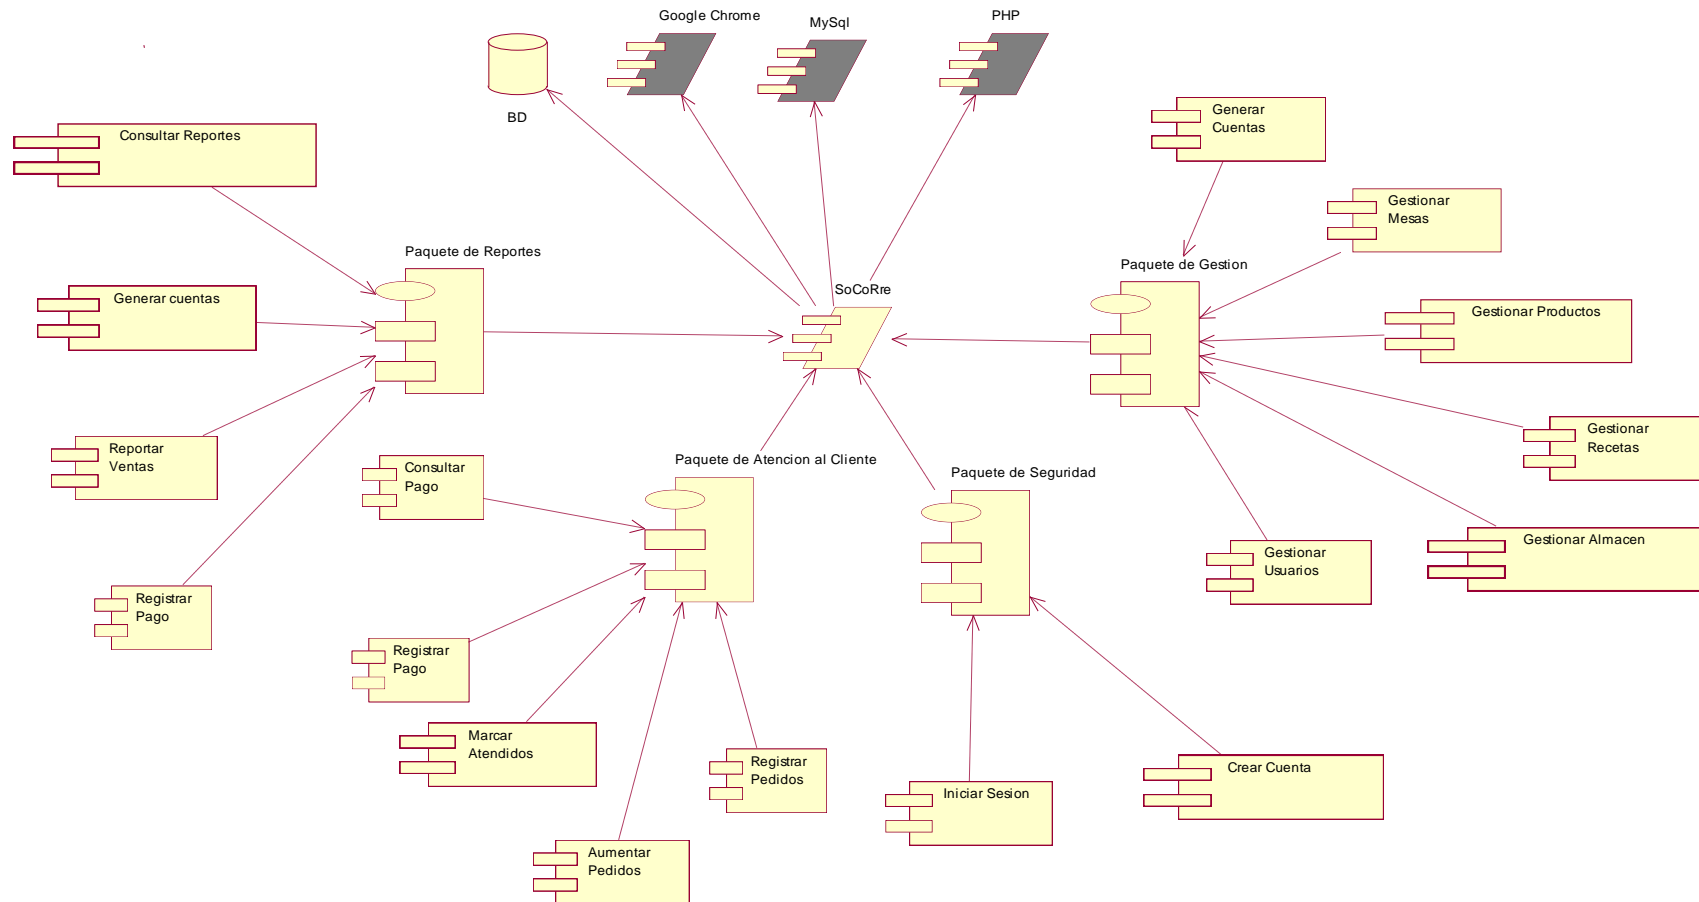 Google Chrome
MySql
PHP
BD
Consultar Reportes
Generar
Cuentas
Gestionar
Mesas
Paquete de Reportes
Paquete de Gestion
Generar cuentas
SoCoRre
Gestionar Productos
Gestionar
Recetas
Reportar
Ventas
Consultar
Pago
Paquete de Atencion al Cliente
Paquete de Seguridad
Gestionar Almacen
Gestionar
Usuarios
Registrar
Pago
Registrar
Pago
Marcar
Atendidos
Registrar
Pedidos
Iniciar Sesion
Crear Cuenta
Aumentar
Pedidos